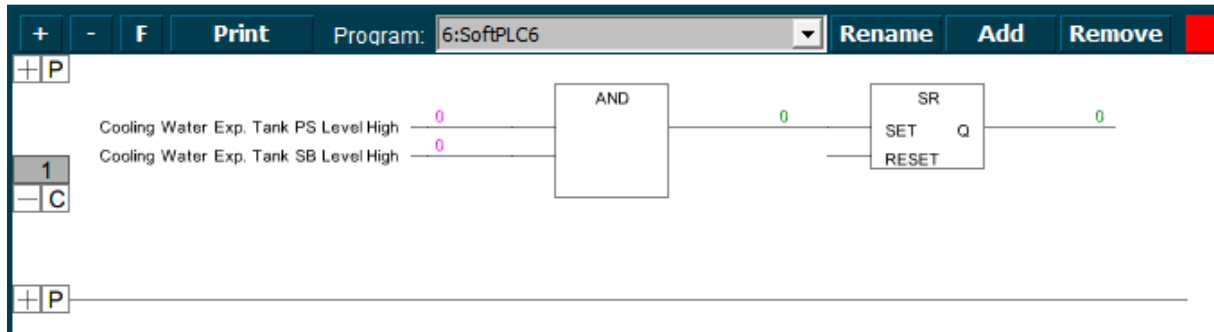 + - F Print Program: 6:SoftPLC6 Rename Add Remove
+ P
AND SR
Cooling Water Exp. Tank PS Level High 0 0 SET Q 0
Cooling Water Exp. Tank SB Level High 0 RESET
1
- C
+ P